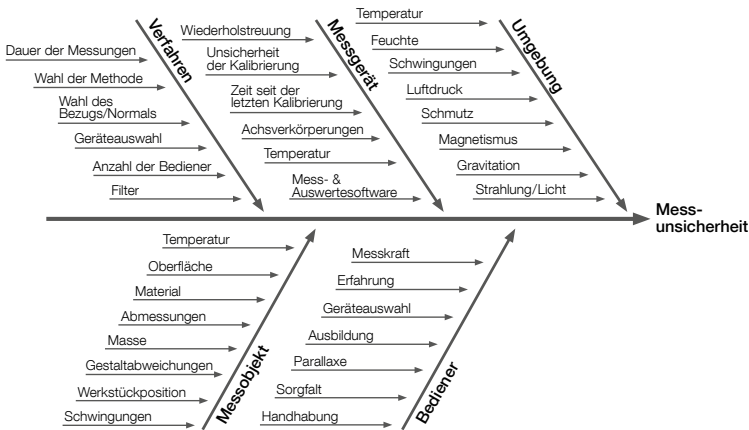 Verfahren
Dauer der Messungen
Wahl der Methode
Wahl des
Bezugs/Normals
Geräteauswahl
Anzahl der Bediener
Filter
Messgerät
Wiederholstreuung
Unsicherheit
der Kalibrierung
Zeit seit der
letzten Kalibrierung
Achsverkörperungen
Temperatur
Mess- &
Auswertesoftware
Umgebung
Temperatur
Feuchte
Schwingungen
Luftdruck
Schmutz
Magnetismus
Gravitation
Strahlung/Licht
Mess-
unsicherheit
Messobjekt
Temperatur
Oberfläche
Material
Abmessungen
Masse
Gestaltabweichungen
Werkstückposition
Schwingungen
Bediener
Messkraft
Erfahrung
Geräteauswahl
Ausbildung
Parallaxe
Sorgfalt
Handhabung